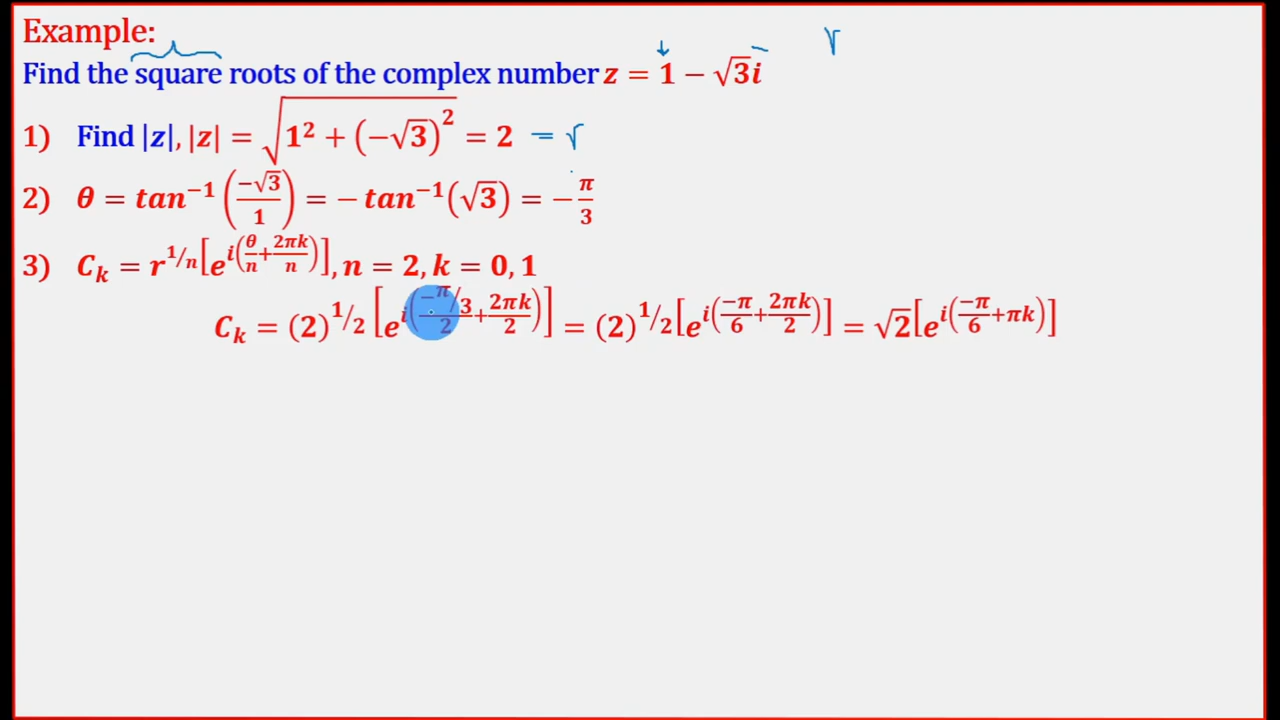 Example:
Find the square roots of the complex number z = 1 − √3i
r
1) Find |z|, |z| = √(1² + (−√3)²) = 2 = r
2) θ = tan⁻¹(−√3/1) = − tan⁻¹(√3) = −π/3
3) Cₖ = r^(1/n)[e^(i(θ/n + 2πk/n))], n = 2, k = 0, 1
Cₖ = (2)^(1/2)[e^(i((−π/3)/2 + 2πk/2))] = (2)^(1/2)[e^(i(−π/6 + 2πk/2))] = √2[e^(i(−π/6 + πk))]